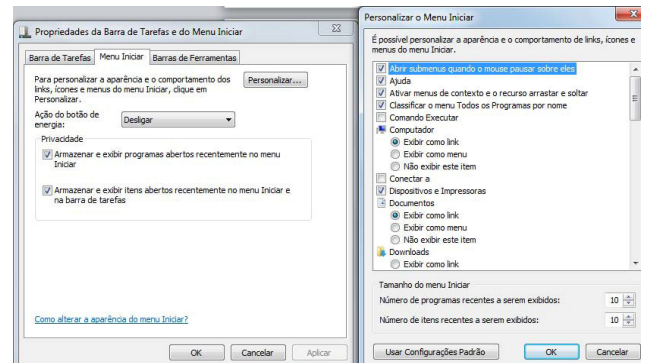 Propriedades da Barra de Tarefas e do Menu Iniciar
Barra de Tarefas
Menu Iniciar
Barras de Ferramentas
Para personalizar a aparência e o comportamento dos
links, ícones e menus do menu Iniciar, clique em
Personalizar.
Personalizar...
Ação do botão de
energia:
Desligar
Privacidade
Armazenar e exibir programas abertos recentemente no menu
Iniciar
Armazenar e exibir itens abertos recentemente no menu Iniciar e
na barra de tarefas
Como alterar a aparência do menu Iniciar?
OK
Cancelar
Aplicar
Personalizar o Menu Iniciar
É possível personalizar a aparência e o comportamento de links, ícones e
menus do menu Iniciar.
Abrir submenus quando o mouse pausar sobre eles
Ajuda
Ativar menus de contexto e o recurso arrastar e soltar
Classificar o menu Todos os Programas por nome
Comando Executar
Computador
Exibir como link
Exibir como menu
Não exibir este item
Conectar a
Dispositivos e Impressoras
Documentos
Exibir como link
Exibir como menu
Não exibir este item
Downloads
Exibir como link
Tamanho do menu Iniciar
Número de programas recentes a serem exibidos:
10
Número de itens recentes a serem exibidos:
10
Usar Configurações Padrão
OK
Cancelar